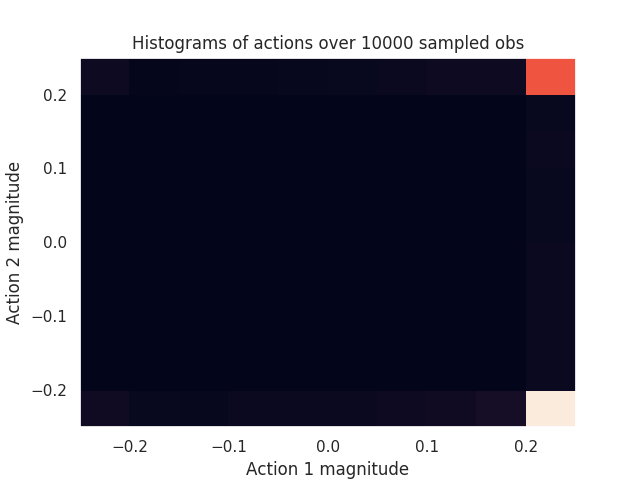 Histograms of actions over 10000 sampled obs
Action 2 magnitude
0.2
0.1
0.0
−0.1
−0.2
−0.2 −0.1 0.0 0.1 0.2
Action 1 magnitude